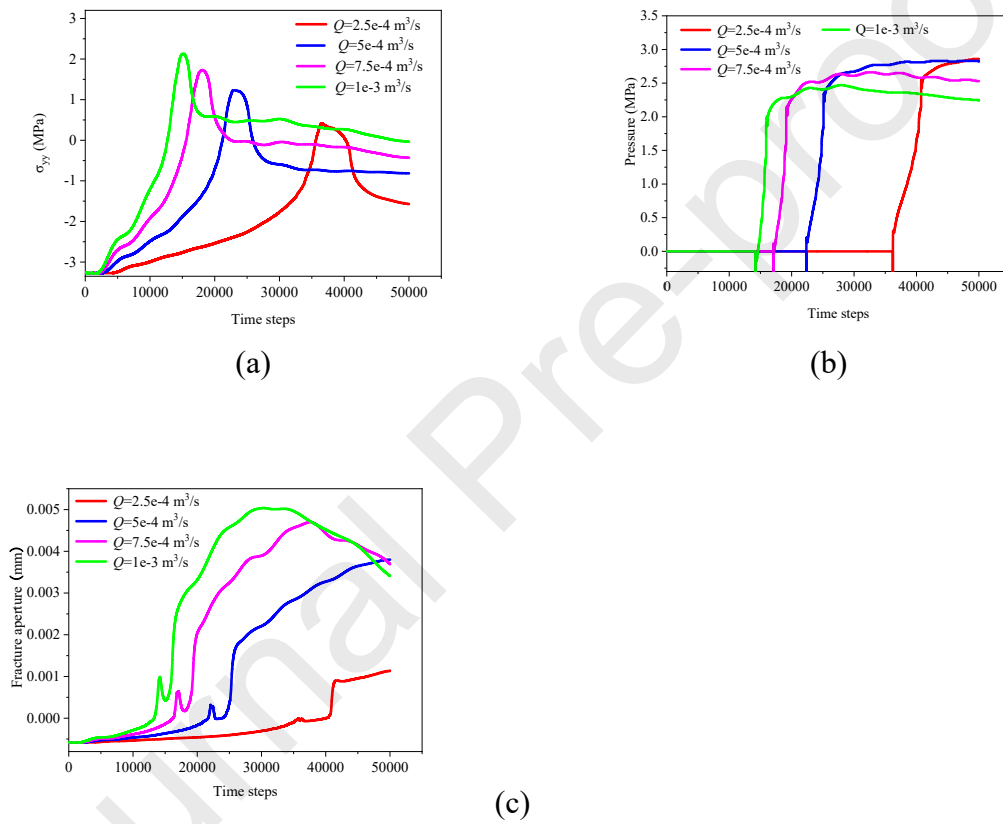 Q=2.5e-4 m³/s
Q=5e-4 m³/s
Q=7.5e-4 m³/s
Q=1e-3 m³/s
3
2
1
0
-1
-2
-3
σyy (MPa)
0 10000 20000 30000 40000 50000
Time steps
(a)
Q=2.5e-4 m³/s Q=1e-3 m³/s
Q=5e-4 m³/s
Q=7.5e-4 m³/s
3.5
3.0
2.5
2.0
1.5
1.0
0.5
0.0
Pressure (MPa)
0 10000 20000 30000 40000 50000
Time steps
(b)
Q=2.5e-4 m³/s
Q=5e-4 m³/s
Q=7.5e-4 m³/s
Q=1e-3 m³/s
0.005
0.004
0.003
0.002
0.001
0.000
Fracture aperture (mm)
0 10000 20000 30000 40000 50000
Time steps
(c)
urnal Pre-proo